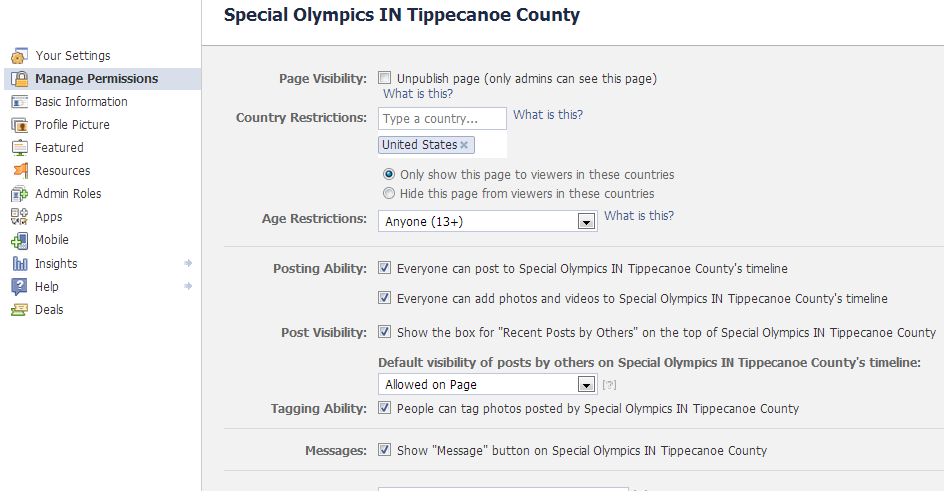 Special Olympics IN Tippecanoe County
Your Settings
Manage Permissions
Basic Information
Profile Picture
Featured
Resources
Admin Roles
Apps
Mobile
Insights
Help
Deals
Page Visibility: Unpublish page (only admins can see this page)
What is this?
Country Restrictions: Type a country... What is this?
United States
Only show this page to viewers in these countries
Hide this page from viewers in these countries
Age Restrictions: Anyone (13+) What is this?
Posting Ability: Everyone can post to Special Olympics IN Tippecanoe County's timeline
Everyone can add photos and videos to Special Olympics IN Tippecanoe County's timeline
Post Visibility: Show the box for "Recent Posts by Others" on the top of Special Olympics IN Tippecanoe County
Default visibility of posts by others on Special Olympics IN Tippecanoe County's timeline:
Allowed on Page [?]
Tagging Ability: People can tag photos posted by Special Olympics IN Tippecanoe County
Messages: Show "Message" button on Special Olympics IN Tippecanoe County